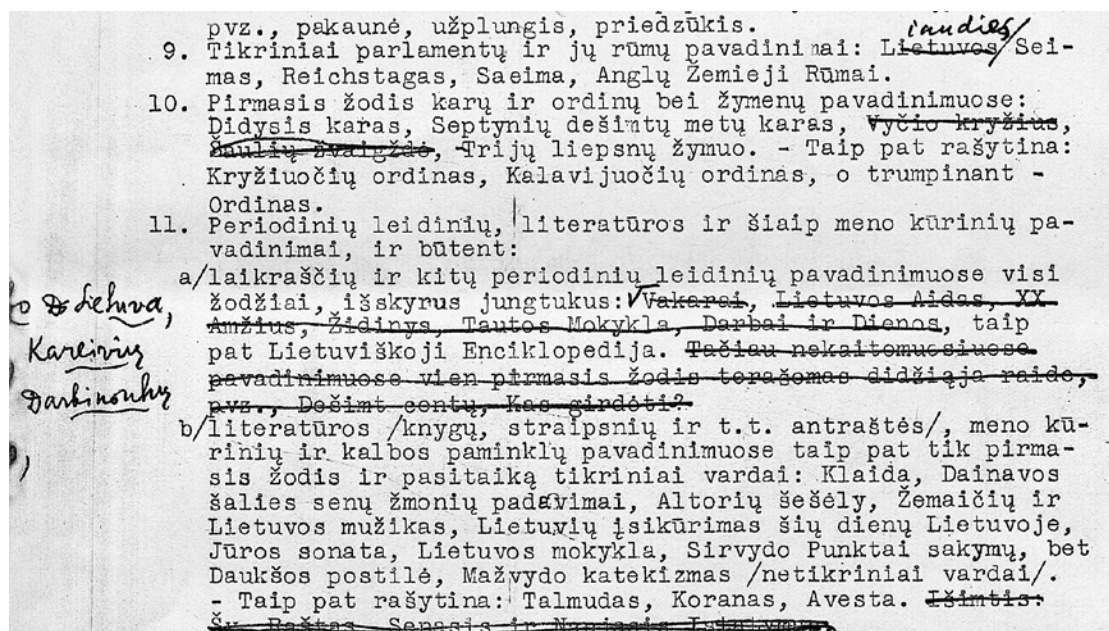 pvz., pakaunė, užplungis, priedzūkis.
9. Tikriniai parlamentų ir jų rūmų pavadinimai: Lietuvos Sei-
mas, Reichstagas, Saeima, Anglų Žemieji Rūmai.
10. Pirmasis žodis karų ir ordinų bei žymenų pavadinimuose:
Didysis karas, Septynių dešimtų metų karas, Vyčio kryžius,
Šaulių žvaigždė, Trijų liepsnų žymuo. - Taip pat rašytina:
Kryžiuočių ordinas, Kalavijuočių ordinas, o trumpinant -
Ordinas.
11. Periodinių leidinių, literatūros ir šiaip meno kūrinių pa-
vadinimai, ir būtent:
a/laikraščių ir kitų periodinių leidinių pavadinimuose visi
žodžiai, išskyrus jungtukus: Vakarai, Lietuvos Aidas, XX
Amžius, Židinys, Tautos Mokykla, Darbai ir Dienos, taip
pat Lietuviškoji Enciklopedija. Tačiau nekaitomuosiuose
pavadinimuose vien pirmasis žodis terašomas didžiąja raide,
pvz., Dešimt centų, Kas girdėti?
Lietuva,
Kareivių
Darbininkų
b/literatūros /knygų, straipsnių ir t.t. antraštės/, meno kū-
rinių ir kalbos paminklų pavadinimuose taip pat tik pirma-
sis žodis ir pasitaiką tikriniai vardai: Klaida, Dainavos
šalies senų žmonių padavimai, Altorių šešėly, Žemaičių ir
Lietuvos mužikas, Lietuvių įsikūrimas šių dienų Lietuvoje,
Jūros sonata, Lietuvos mokykla, Sirvydo Punktai sakymų, bet
Daukšos postilė, Mažvydo katekizmas /netikriniai vardai/.
- Taip pat rašytina: Talmudas, Koranas, Avesta. Išimtis:
Šv. Raštas, Senasis ir Naujasis Įstatymas.